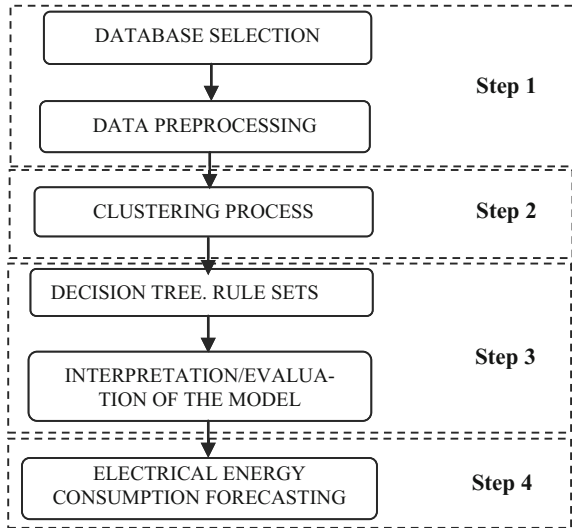 DATABASE SELECTION
Step 1
DATA PREPROCESSING
CLUSTERING PROCESS
Step 2
DECISION TREE. RULE SETS
Step 3
INTERPRETATION/EVALUA-
TION OF THE MODEL
ELECTRICAL ENERGY
CONSUMPTION FORECASTING
Step 4